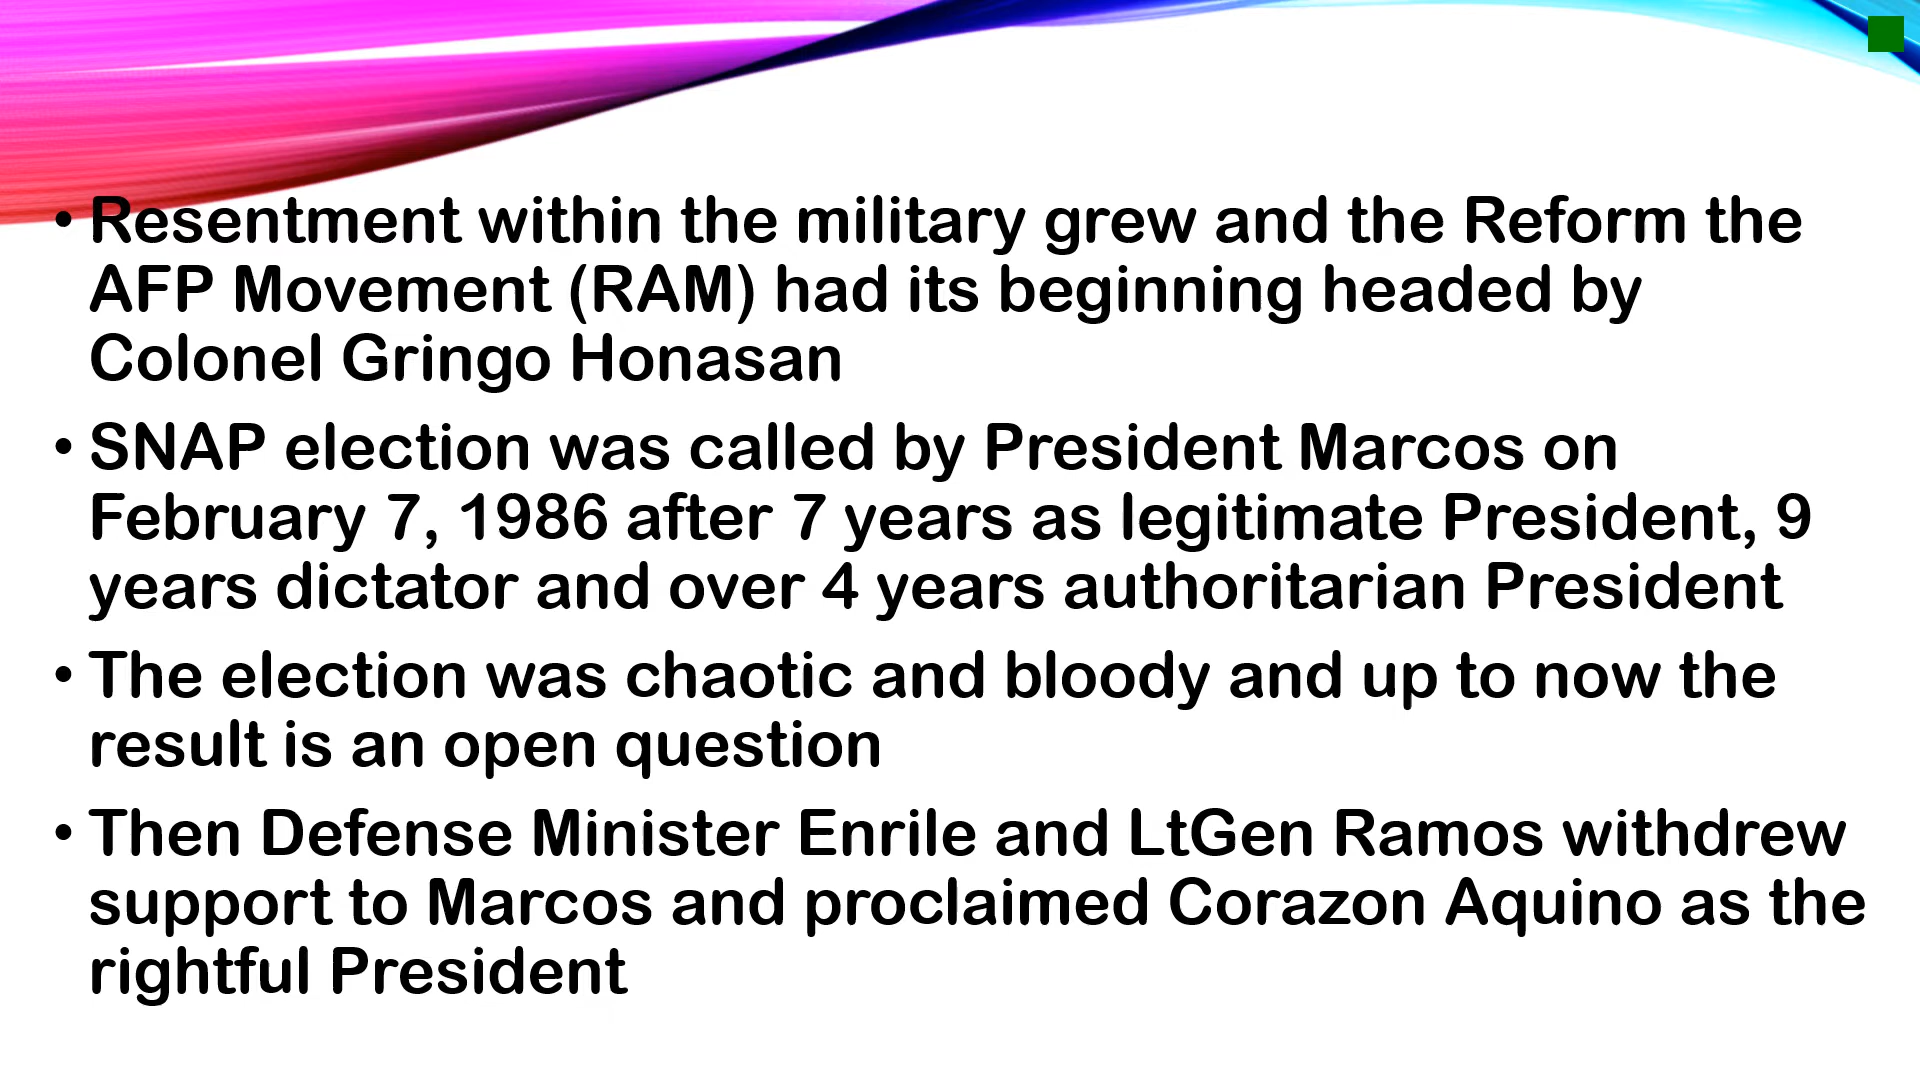 • Resentment within the military grew and the Reform the
AFP Movement (RAM) had its beginning headed by
Colonel Gringo Honasan
• SNAP election was called by President Marcos on
February 7, 1986 after 7 years as legitimate President, 9
years dictator and over 4 years authoritarian President
• The election was chaotic and bloody and up to now the
result is an open question
• Then Defense Minister Enrile and LtGen Ramos withdrew
support to Marcos and proclaimed Corazon Aquino as the
rightful President